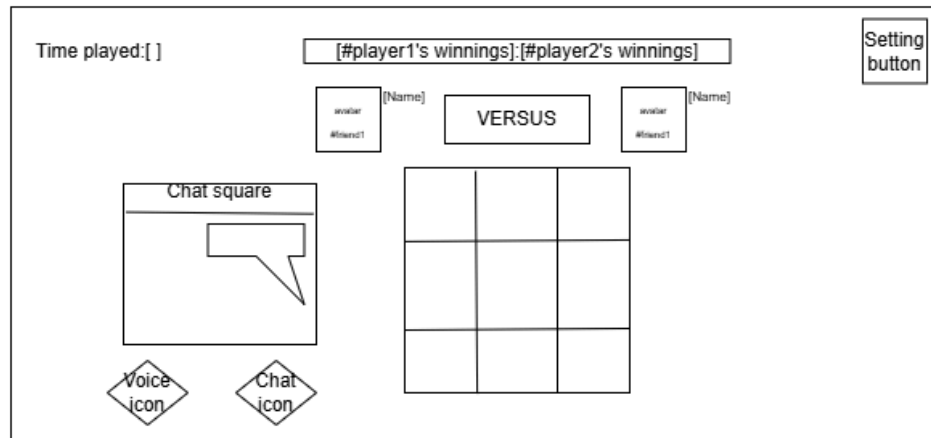 Time played:[ ]
[#player1's winnings]:[#player2's winnings]
Setting
button
avatar
#friend1
[Name]
VERSUS
avatar
#friend1
[Name]
Chat square
Voice
icon
Chat
icon